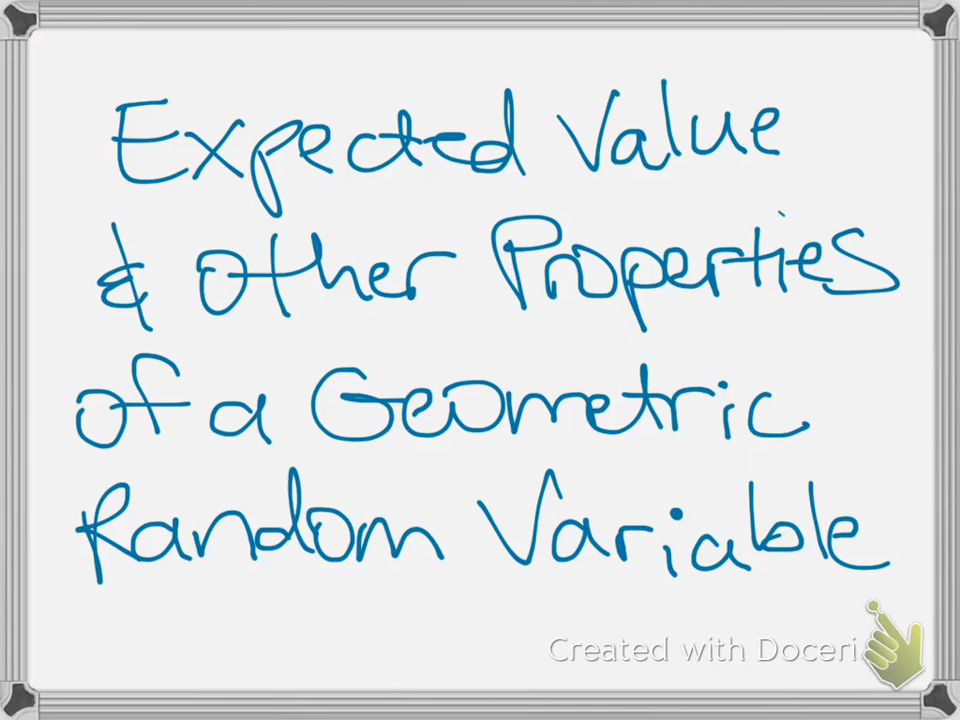 Expected Value
& Other Properties
of a Geometric
Random Variable
Created with Doceri